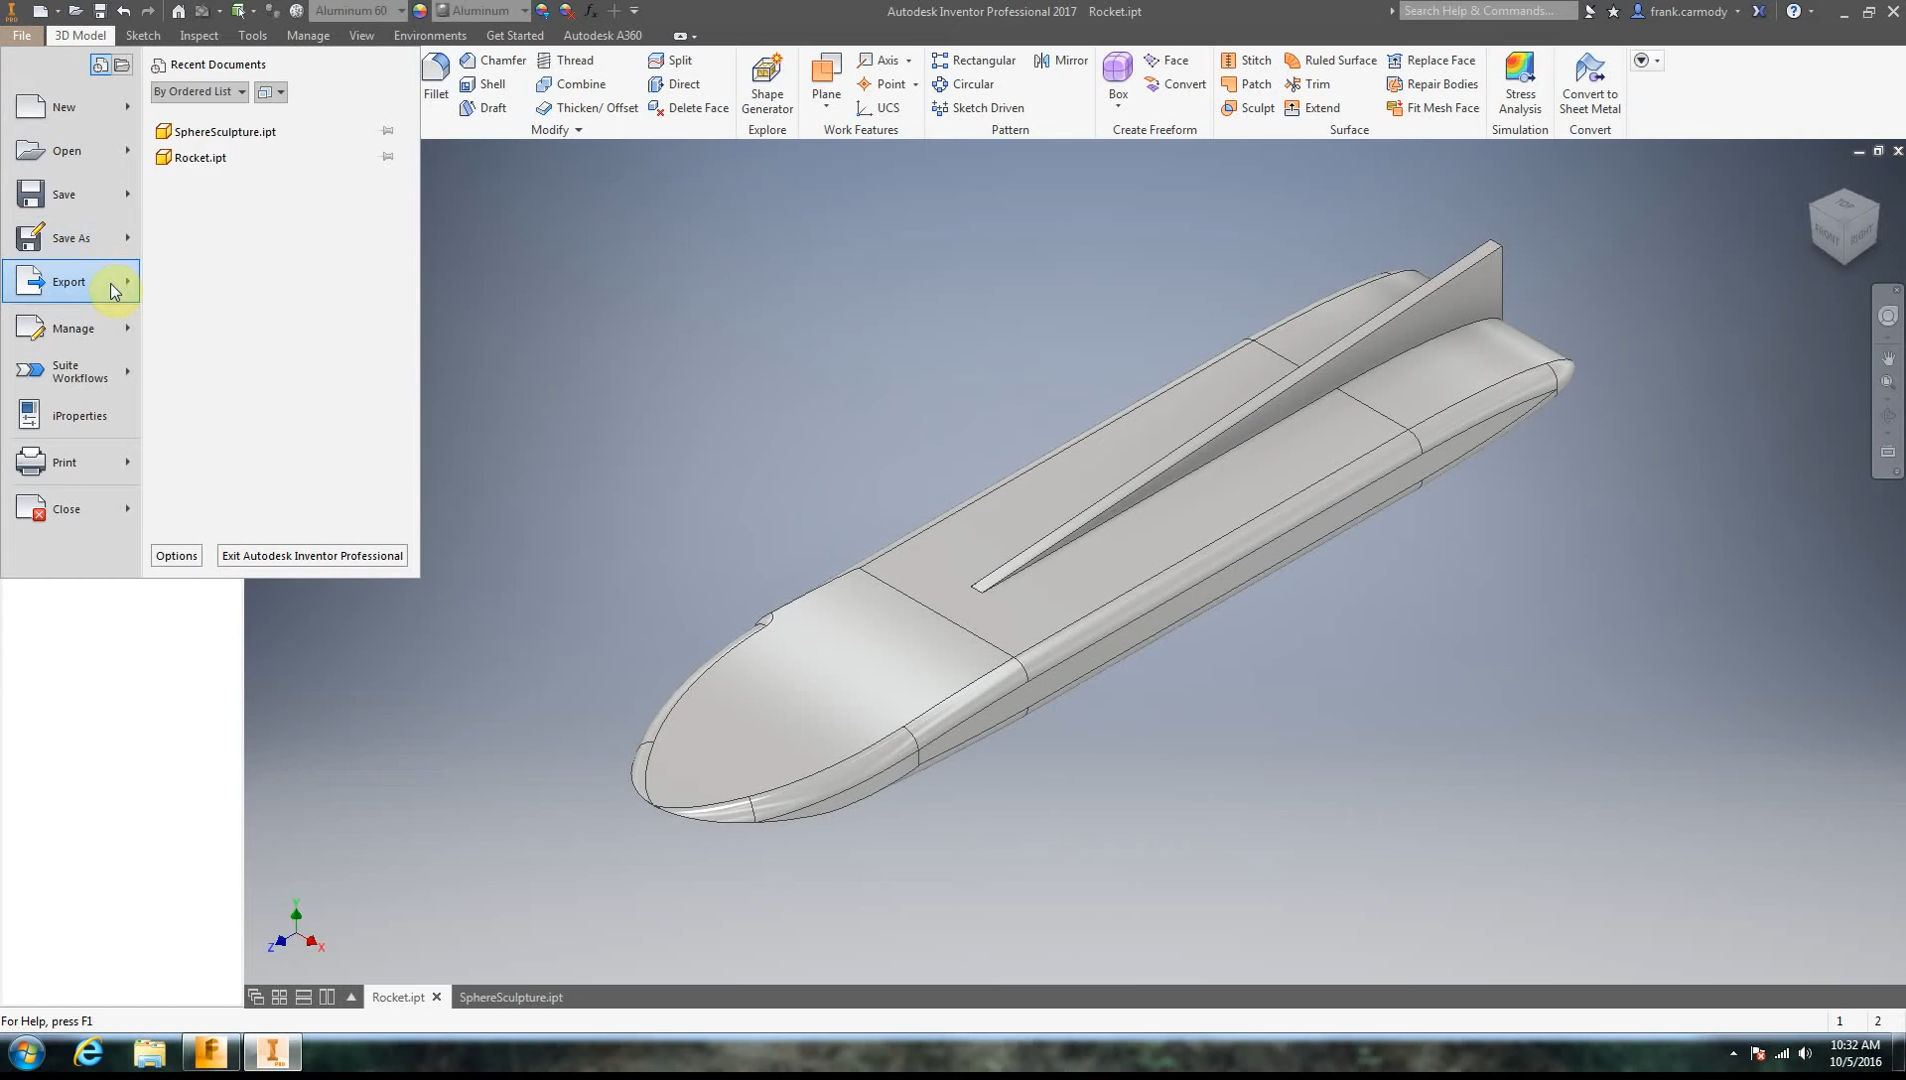 Aluminum 60
Aluminum
Autodesk Inventor Professional 2017 Rocket.ipt
Search Help & Commands...
frank.carmody
PRO
File
3D Model
Sketch
Inspect
Tools
Manage
View
Environments
Get Started
Autodesk A360
Recent Documents
By Ordered List
SphereSculpture.ipt
Rocket.ipt
New
Open
Save
Save As
Export
Manage
Suite
Workflows
iProperties
Print
Close
Options
Exit Autodesk Inventor Professional
Fillet
Chamfer
Shell
Draft
Thread
Combine
Thicken/ Offset
Split
Direct
Delete Face
Modify
Shape
Generator
Explore
Plane
Axis
Point
UCS
Work Features
Rectangular
Circular
Sketch Driven
Mirror
Pattern
Box
Face
Convert
Create Freeform
Stitch
Patch
Sculpt
Ruled Surface
Trim
Extend
Replace Face
Repair Bodies
Fit Mesh Face
Surface
Stress
Analysis
Simulation
Convert to
Sheet Metal
Convert
TOP
FRONT
RIGHT
Y
Z
X
Rocket.ipt
SphereSculpture.ipt
For Help, press F1
1
2
10:32 AM
10/5/2016